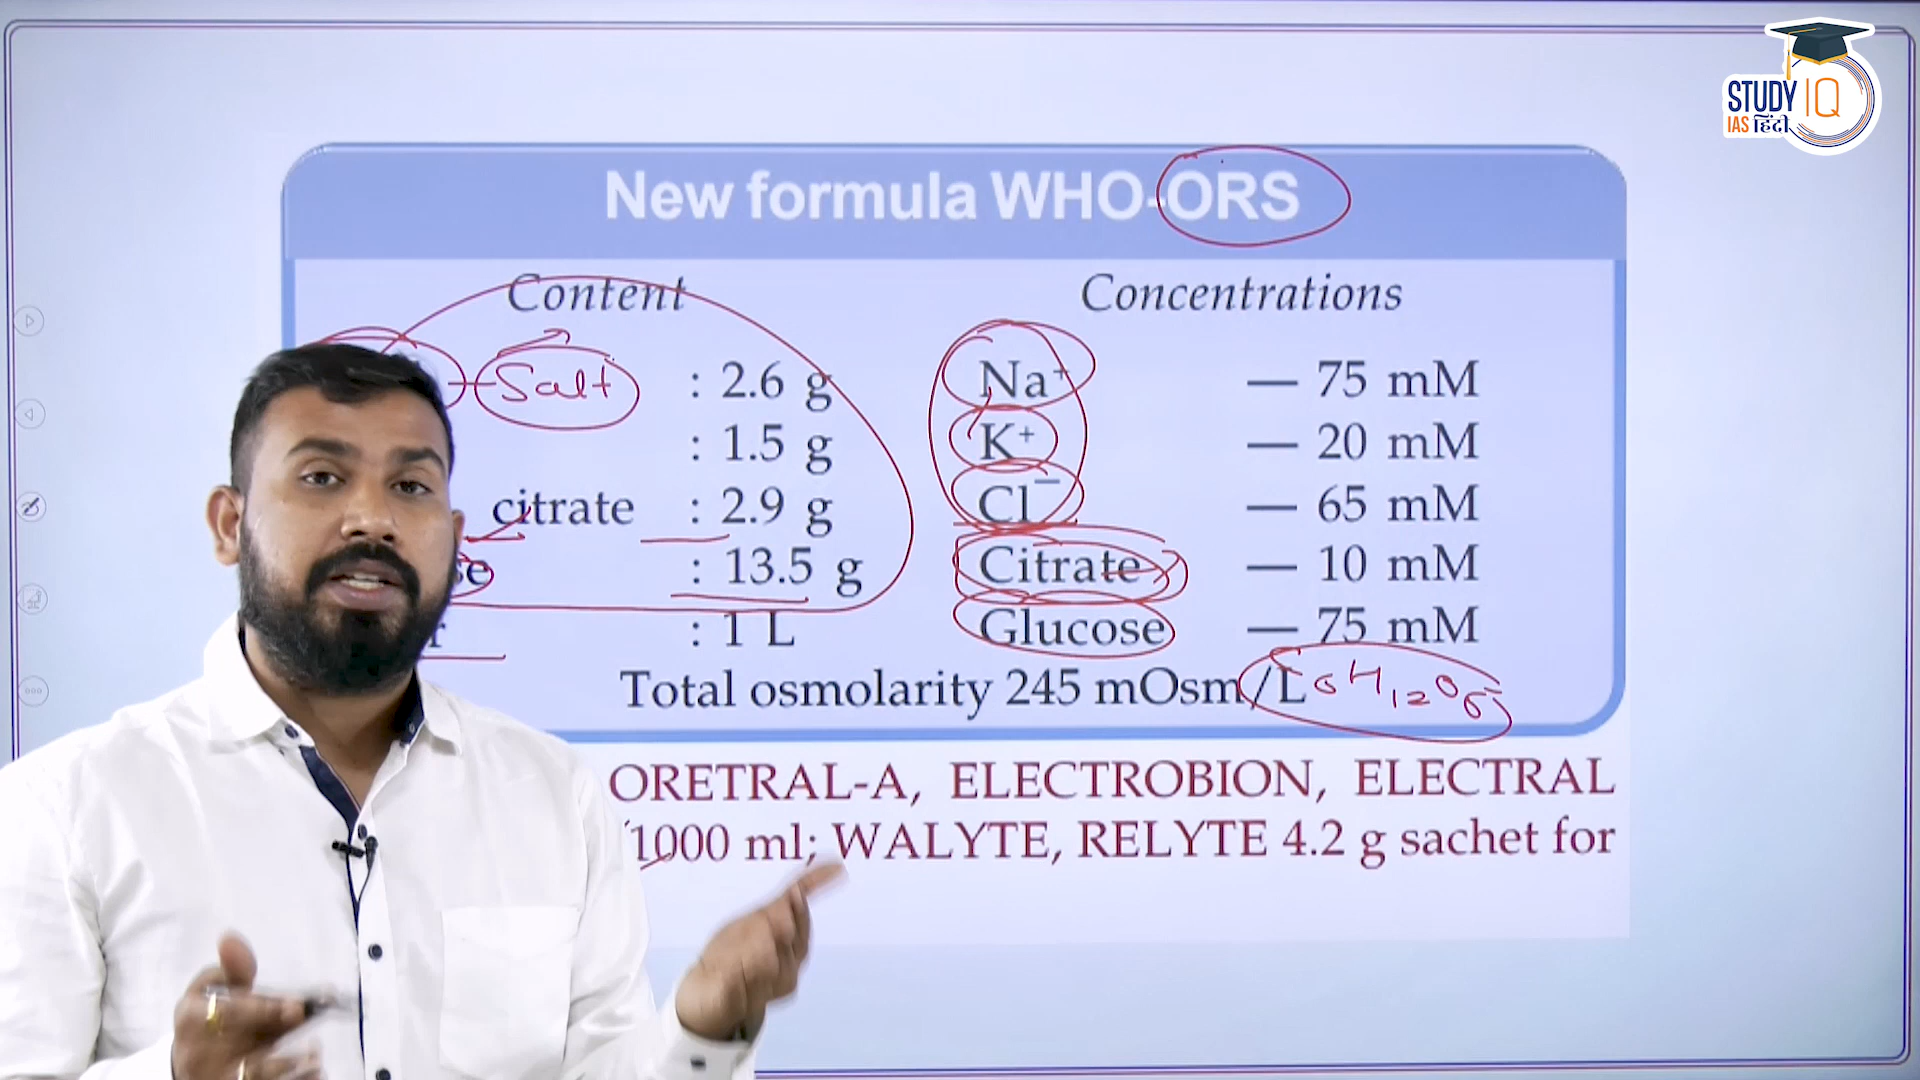 STUDY IQ
IAS हिंदी
New formula WHO-ORS
Content Concentrations
Salt : 2.6 g Na⁺ — 75 mM
: 1.5 g K⁺ — 20 mM
citrate : 2.9 g Cl⁻ — 65 mM
se : 13.5 g Citrate — 10 mM
r : 1 L Glucose — 75 mM
Total osmolarity 245 mOsm/L
C6H12O6
ORETRAL-A, ELECTROBION, ELECTRAL
1000 ml; WALYTE, RELYTE 4.2 g sachet for